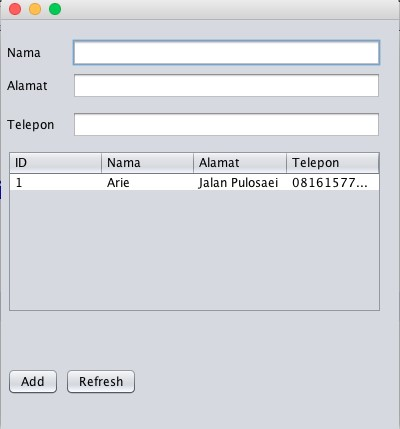 Nama
Alamat
Telepon
ID Nama Alamat Telepon
1 Arie Jalan Pulosaei 08161577...
Add Refresh